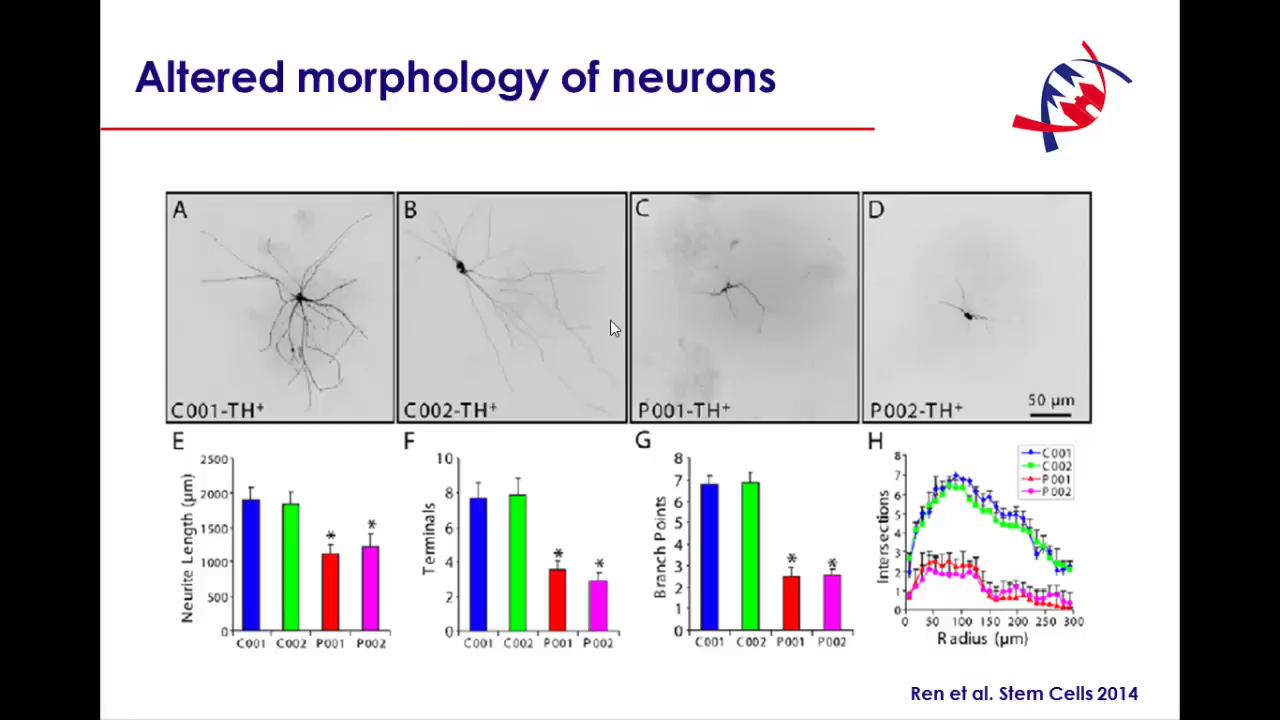 Altered morphology of neurons
A
B
C
D
C001-TH+
C002-TH+
P001-TH+
P002-TH+
50 µm
E
Neurite Length (µm)
2500
2000
1500
1000
500
0
*
*
C001 C002 P001 P002
F
Terminals
10
8
6
4
2
0
*
*
C001 C002 P001 P002
G
Branch Points
8
7
6
5
4
3
2
1
0
*
*
C001 C002 P001 P002
H
Intersections
8
7
6
5
4
3
2
1
0
C001
C002
P001
P002
0 50 100 150 200 250 300
Radius (µm)
Ren et al. Stem Cells 2014